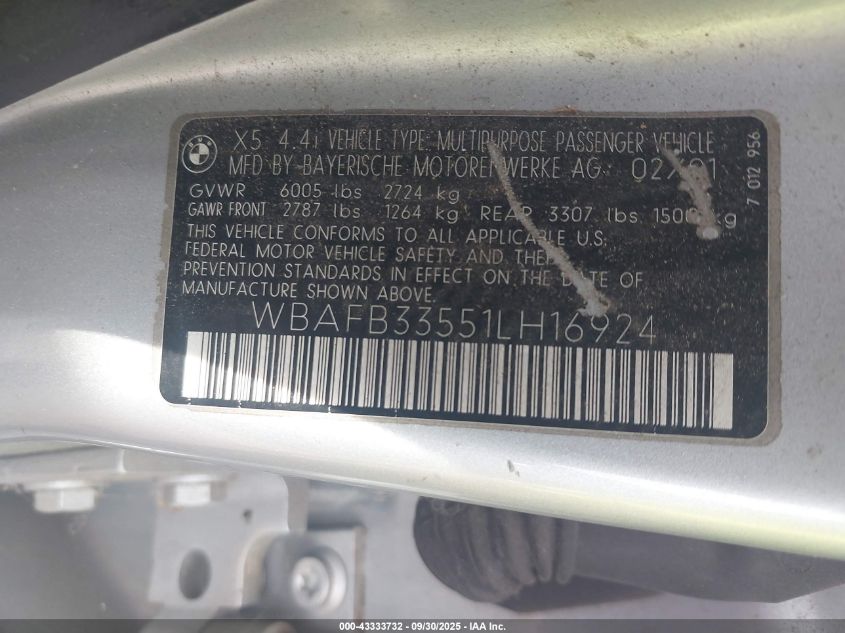 BMW
X5 4.4i VEHICLE TYPE: MULTIPURPOSE PASSENGER VEHICLE
MFD BY-BAYERISCHE MOTOREN WERKE AG 02/01
GVWR 6005 lbs 2724 kg
GAWR FRONT 2787 lbs 1264 kg REAR 3307 lbs 1500 kg
THIS VEHICLE CONFORMS TO ALL APPLICABLE U.S.
FEDERAL MOTOR VEHICLE SAFETY AND THEFT
PREVENTION STANDARDS IN EFFECT ON THE DATE OF
MANUFACTURE SHOWN ABOVE.
WBAFB33551LH16924
7 012 956
000-43333732 - 09/30/2025 - IAA Inc.